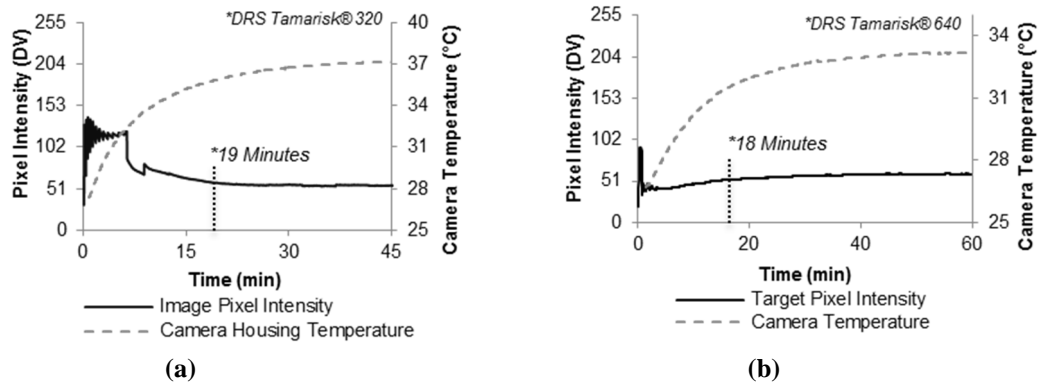 *DRS Tamarisk® 320
255
204
153
102
51
0
Pixel Intensity (DV)
40
37
34
31
28
25
Camera Temperature (°C)
*19 Minutes
0
15
30
45
Time (min)
Image Pixel Intensity
Camera Housing Temperature
(a)
*DRS Tamarisk® 640
255
204
153
102
51
0
Pixel Intensity (DV)
33
31
28
25
Camera Temperature (°C)
*18 Minutes
0
20
40
60
Time (min)
Target Pixel Intensity
Camera Temperature
(b)